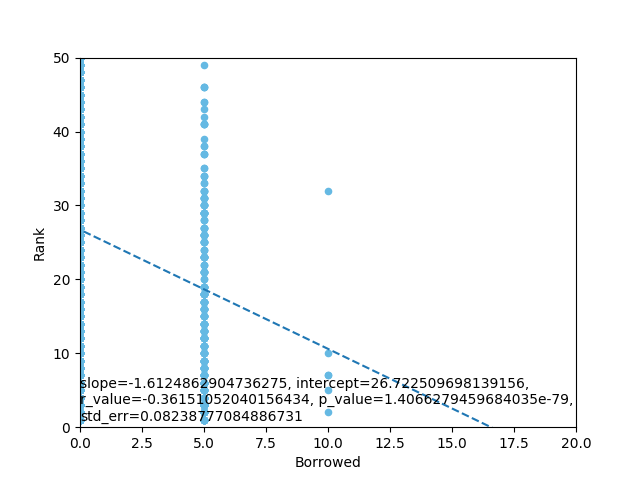 50
40
30
20
10
0
Rank
slope=-1.6124862904736275, intercept=26.722509698139156,
r_value=-0.36151052040156434, p_value=1.4066279459684035e-79,
std_err=0.08238777084886731
0.0 2.5 5.0 7.5 10.0 12.5 15.0 17.5 20.0
Borrowed